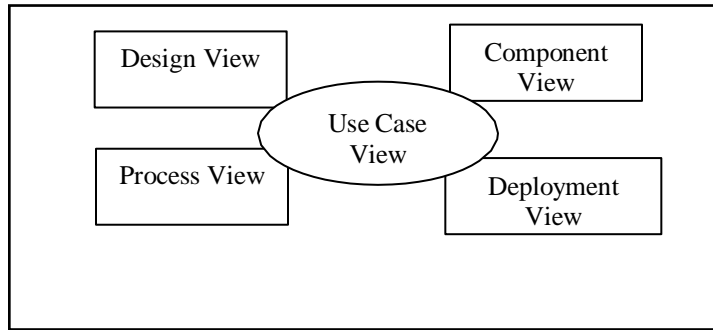 Design View
Component
View
Use Case
View
Process View
Deployment
View